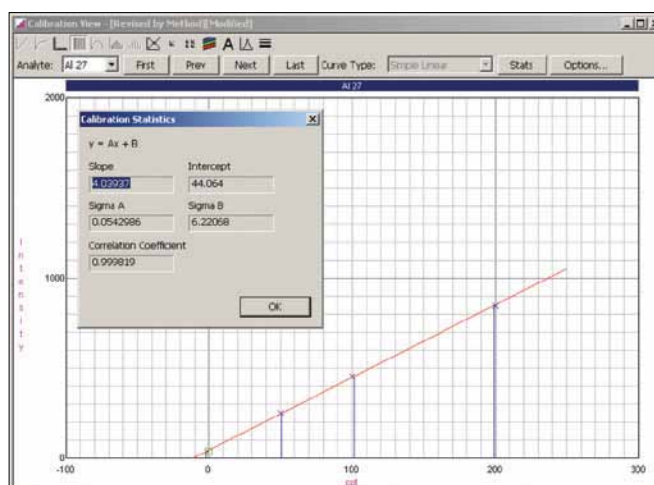 Calibration View - [Revised by Method][Modified]
Analyte: Al 27 First Prev Next Last Curve Type: Simple Linear Stats Options...
Al 27
2000
Calibration Statistics
y = Ax + B
Slope Intercept
4.03937 44.064
Sigma A Sigma B
0.0542986 6.22068
Correlation Coefficient
0.999819
OK
Intensity
1000
0
-100 0 100 200 300